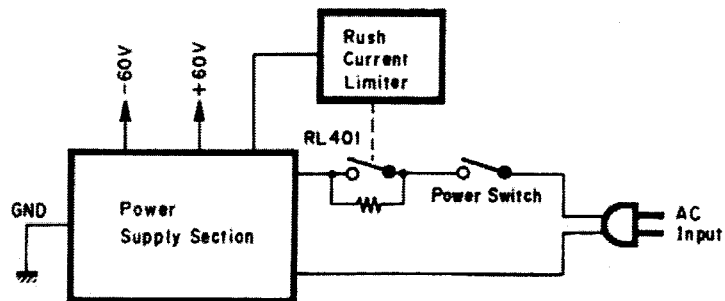 Rush
Current
Limiter
-60V
+60V
RL401
Power Switch
GND
Power
Supply Section
AC
Input